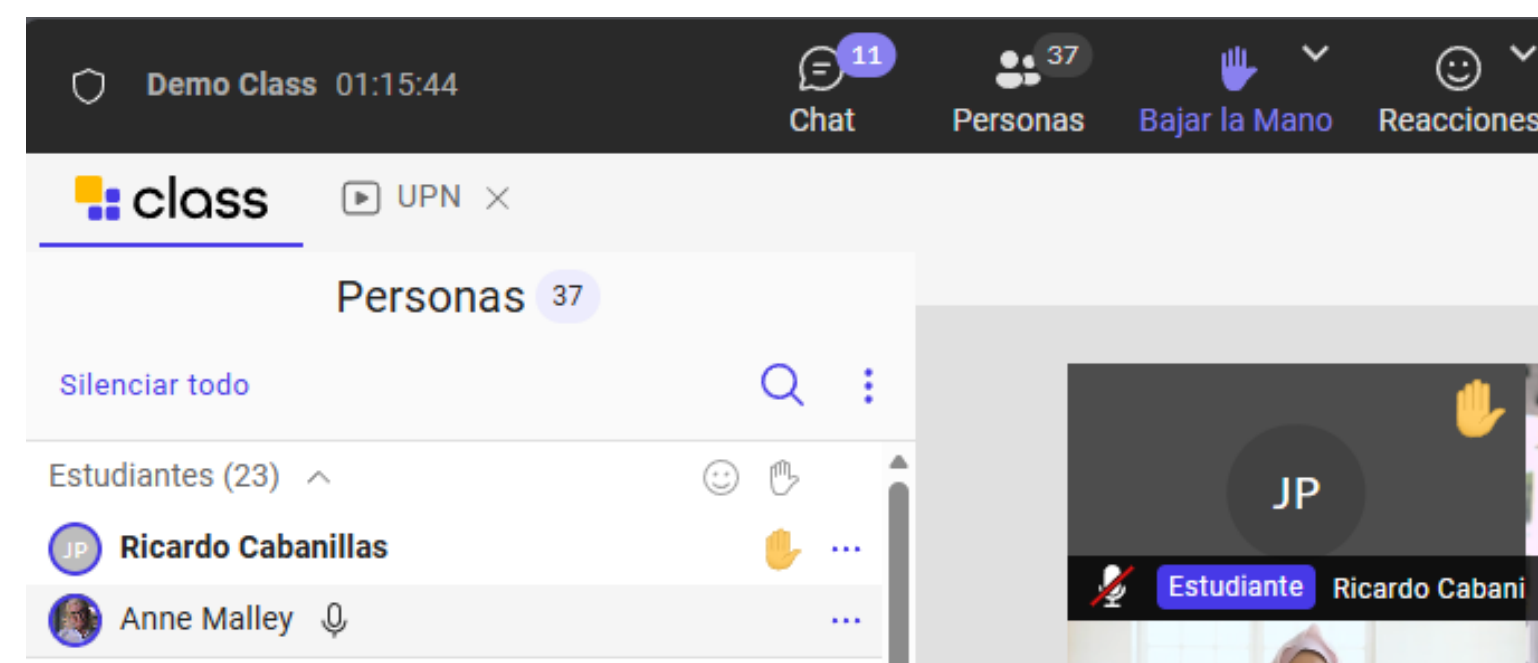 Demo Class 01:15:44
11
Chat
37
Personas
Bajar la Mano
Reacciones
class
UPN
Personas 37
Silenciar todo
Estudiantes (23)
JP Ricardo Cabanillas
Anne Malley
JP
Estudiante Ricardo Cabani